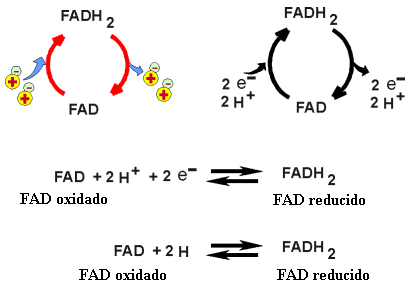 FADH2
FAD
FADH2
2 e-
2 H+
2 e-
2 H+
FAD
FAD + 2 H+ + 2 e- ⇌ FADH2
FAD oxidado FAD reducido
FAD + 2 H ⇌ FADH2
FAD oxidado FAD reducido